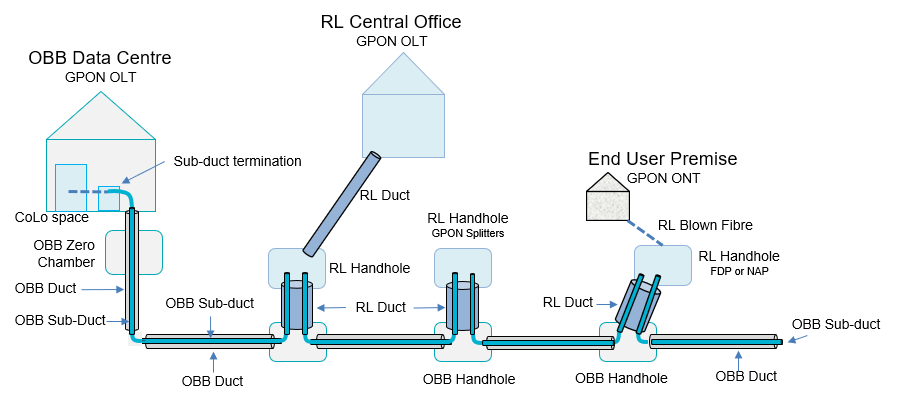 RL Central Office
GPON OLT
OBB Data Centre
GPON OLT
Sub-duct termination
End User Premise
GPON ONT
RL Duct
CoLo space
RL Handhole
GPON Splitters
RL Blown Fibre
OBB Zero
Chamber
RL Handhole
RL Handhole
FDP or NAP
OBB Duct
OBB Sub-duct
RL Duct
RL Duct
OBB Sub-Duct
OBB Sub-duct
OBB Duct
OBB Handhole
OBB Handhole
OBB Duct